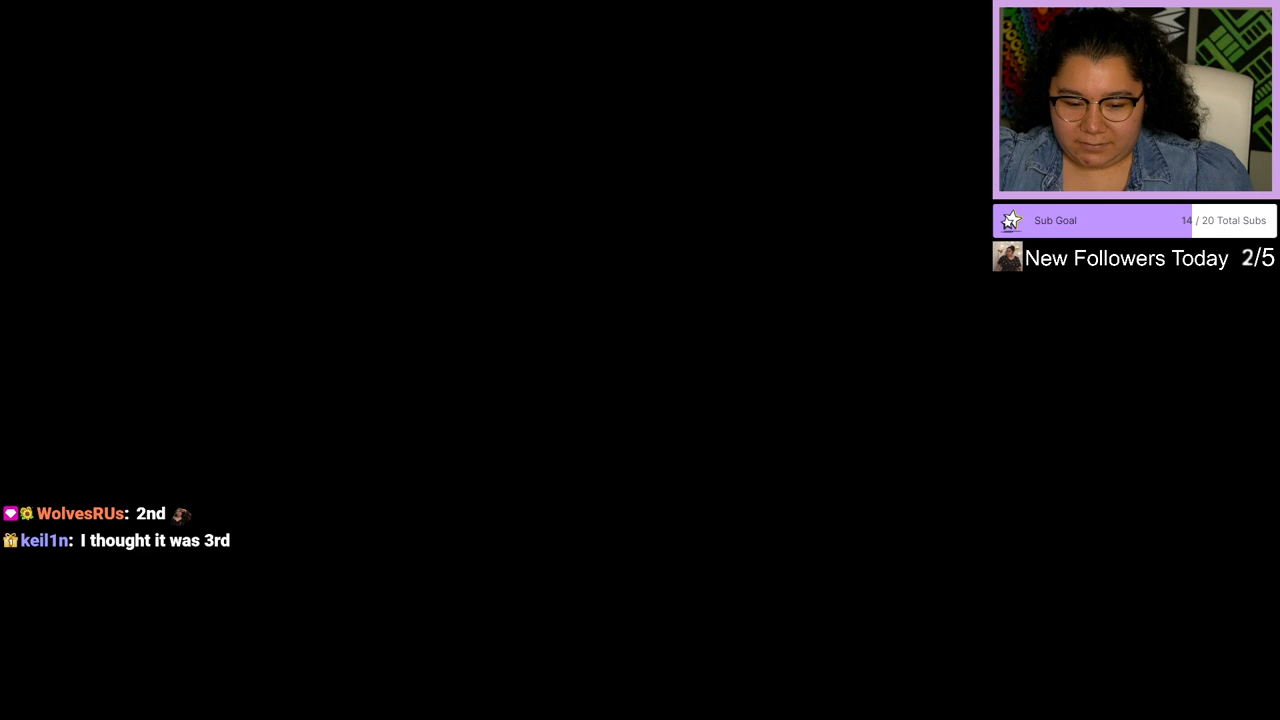 Sub Goal 14 / 20 Total Subs
New Followers Today 2/5
WolvesRUs: 2nd
keil1n: I thought it was 3rd